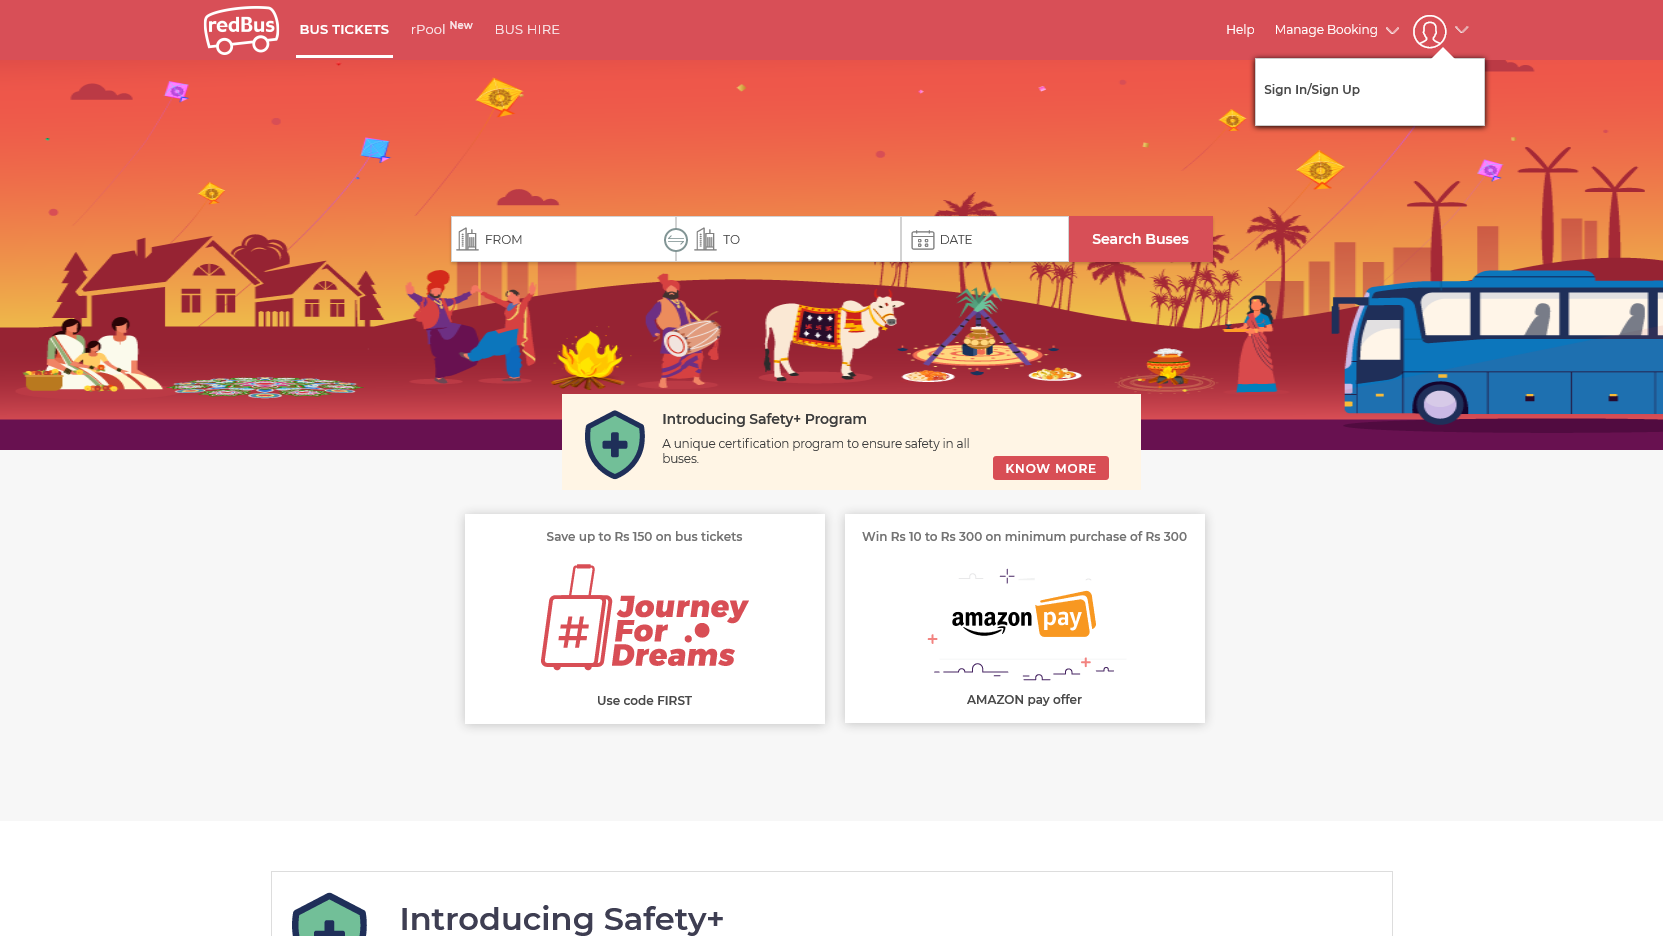 redBus
BUS TICKETS
rPool New
BUS HIRE
Help
Manage Booking
Sign In/Sign Up
FROM
TO
DATE
Search Buses
Introducing Safety+ Program
A unique certification program to ensure safety in all
buses.
KNOW MORE
Save up to Rs 150 on bus tickets
# Journey
For
Dreams
Use code FIRST
Win Rs 10 to Rs 300 on minimum purchase of Rs 300
amazon pay
AMAZON pay offer
Introducing Safety+